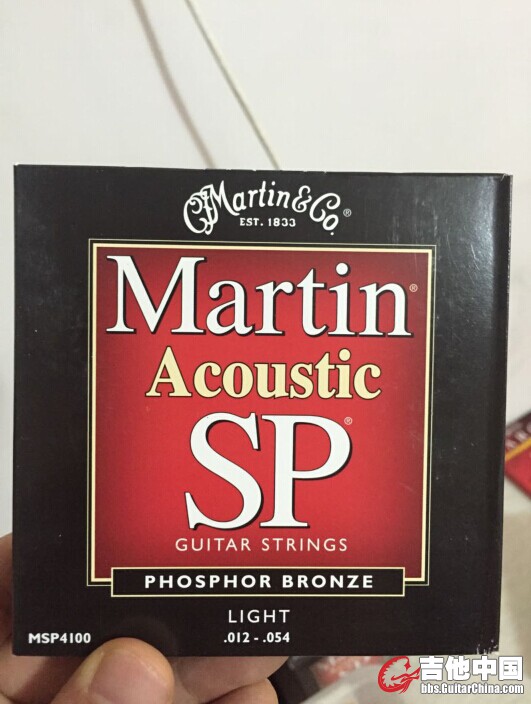 C.F. Martin & Co.®
EST. 1833
Martin®
Acoustic
SP®
GUITAR STRINGS
PHOSPHOR BRONZE
LIGHT
MSP4100
.012 - .054
吉他中国
bbs.GuitarChina.com